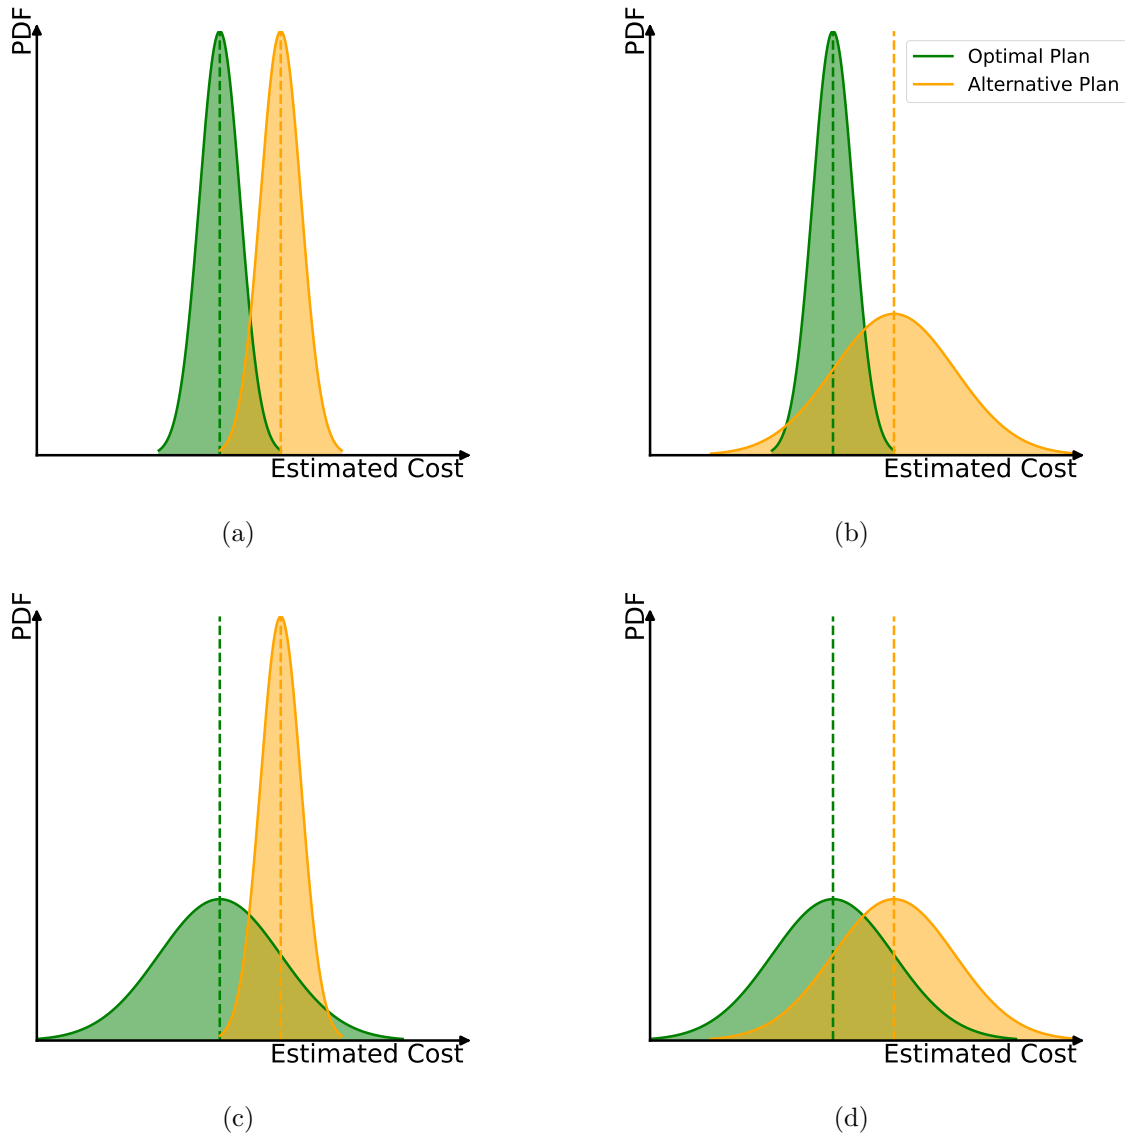 PDF
Estimated Cost
(a)
PDF
Optimal Plan
Alternative Plan
Estimated Cost
(b)
PDF
Estimated Cost
(c)
PDF
Estimated Cost
(d)